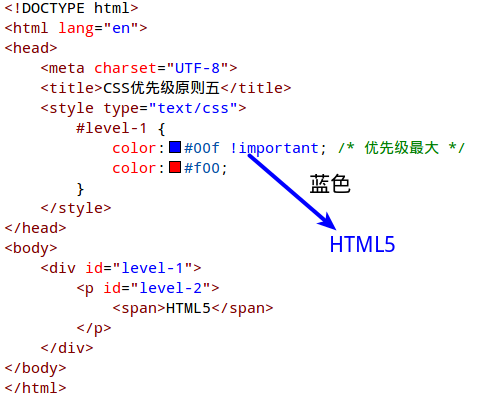 <!DOCTYPE html>
<html lang="en">
<head>
    <meta charset="UTF-8">
    <title>CSS优先级原则五</title>
    <style type="text/css">
        #level-1 {
            color: #00f !important; /* 优先级最大 */
            color: #f00;
        }
    </style>
</head>
<body>
    <div id="level-1">
        <p id="level-2">
            <span>HTML5</span>
        </p>
    </div>
</body>
</html>
蓝色
HTML5